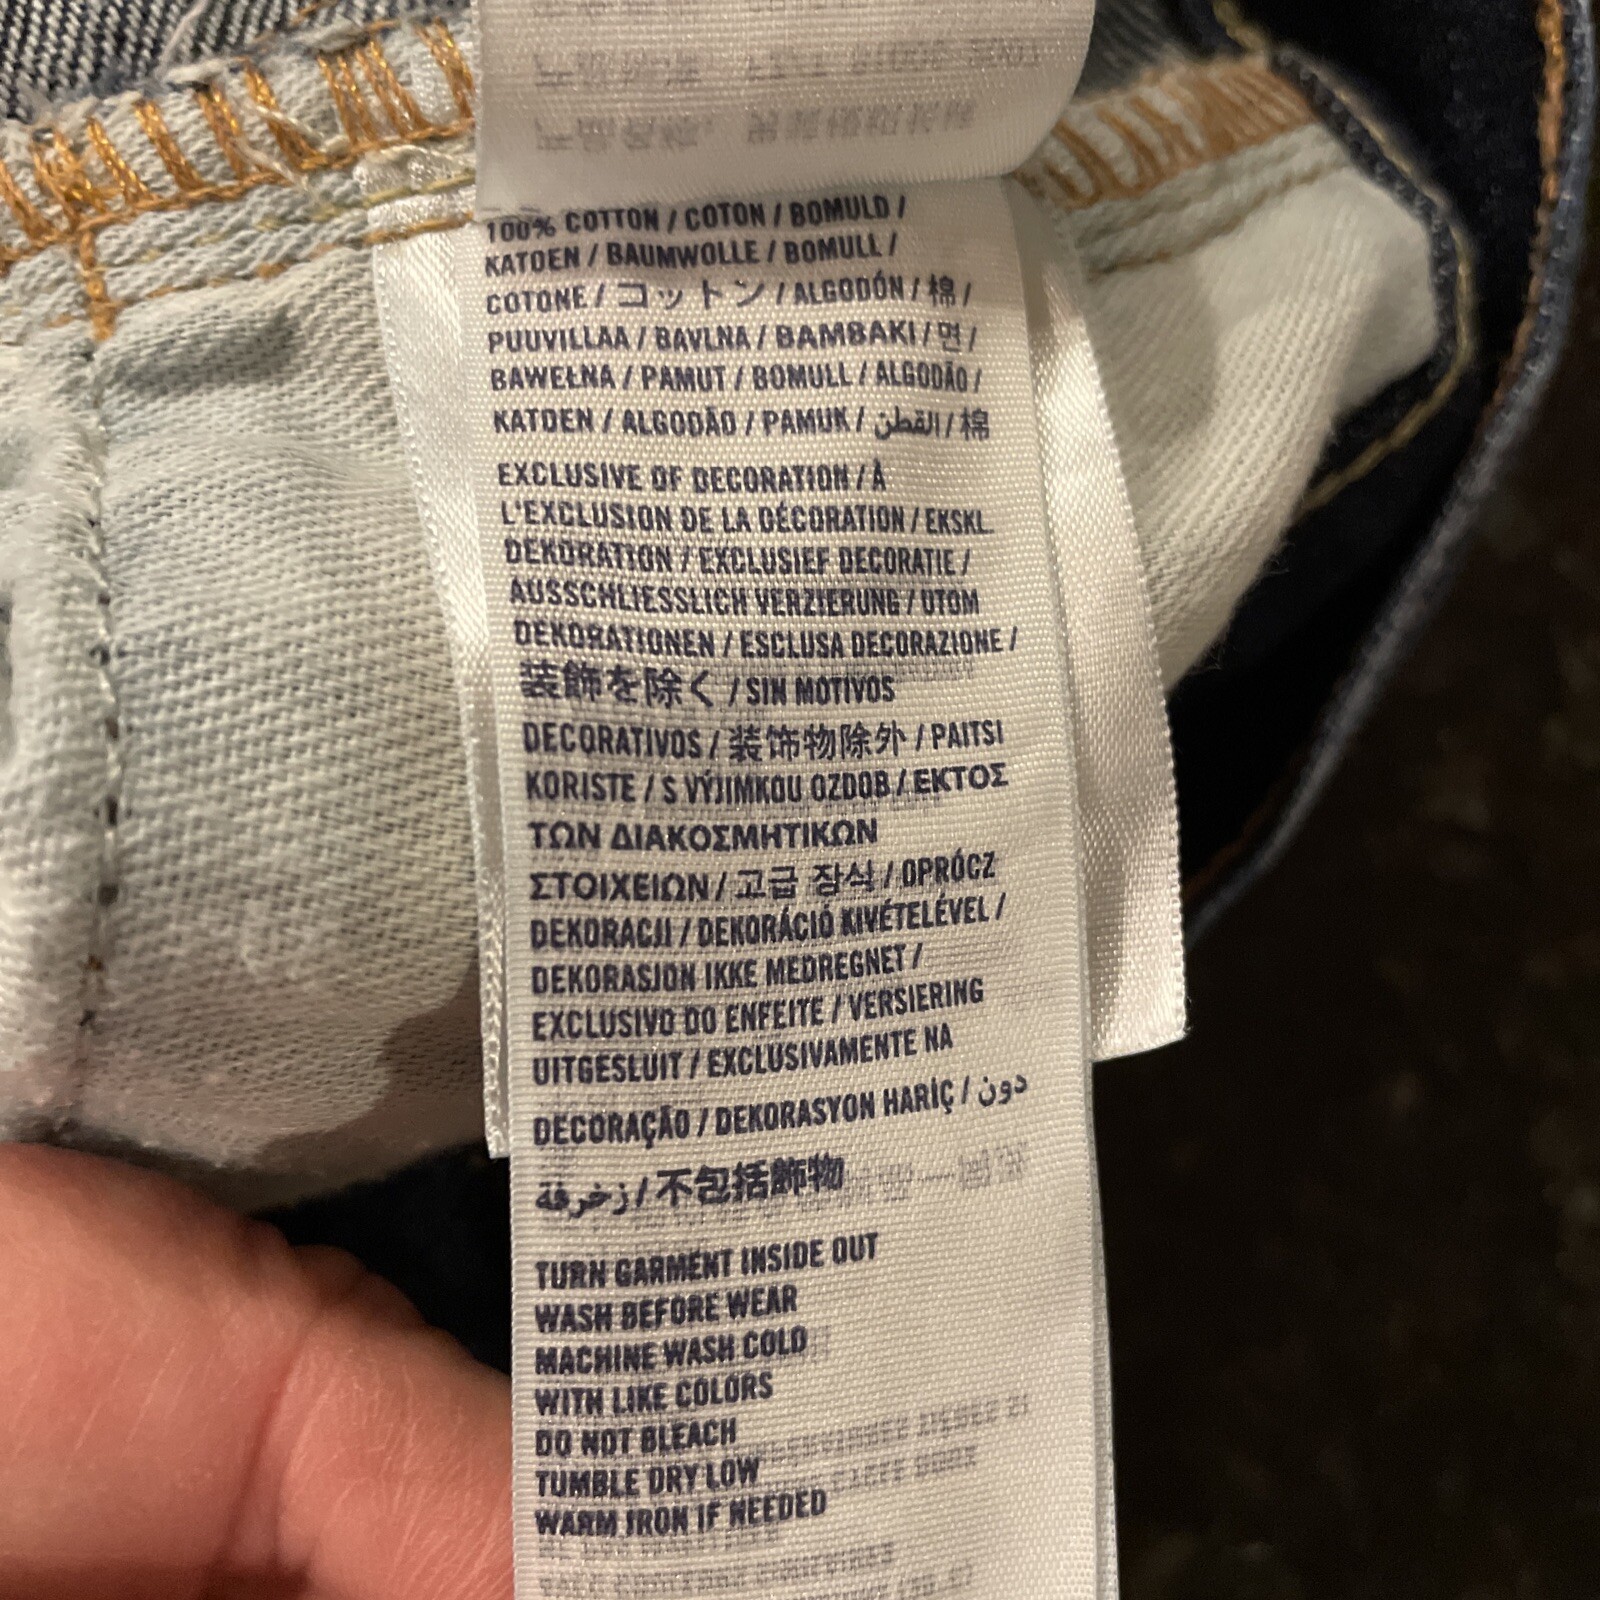 100% COTTON / COTON / BOMULD /
KATOEN / BAUMWOLLE / BOMULL /
COTONE / コットン / ALGODÓN / 棉 /
PUUVILLAA / BAVLNA / BAMBAKI / 면 /
BAWEŁNA / PAMUT / BOMULL / ALGODÃO /
KATOEN / ALGODÃO / PAMUK / القطن / 棉
EXCLUSIVE OF DECORATION / À
L'EXCLUSION DE LA DÉCORATION / EKSKL.
DEKORATION / EXCLUSIEF DECORATIE /
AUSSCHLIESSLICH VERZIERUNG / UTOM
DEKORATIONEN / ESCLUSA DECORAZIONE /
装飾を除く / SIN MOTIVOS
DECORATIVOS / 装饰物除外 / PAITSI
KORISTE / S VÝJIMKOU OZDOB / ΕΚΤΟΣ
ΤΩΝ ΔΙΑΚΟΣΜΗΤΙΚΩΝ
ΣΤΟΙΧΕΙΩΝ / 고급 장식 / OPRÓCZ
DEKORACJI / DEKORÁCIÓ KIVÉTELÉVEL /
DEKORASJON IKKE MEDREGNET /
EXCLUSIVO DO ENFEITE / VERSIERING
UITGESLUIT / EXCLUSIVAMENTE NA
DECORAÇÃO / DEKORASYON HARİÇ / دون
زخرفة / 不包括飾物
TURN GARMENT INSIDE OUT
WASH BEFORE WEAR
MACHINE WASH COLD
WITH LIKE COLORS
DO NOT BLEACH
TUMBLE DRY LOW
WARM IRON IF NEEDED